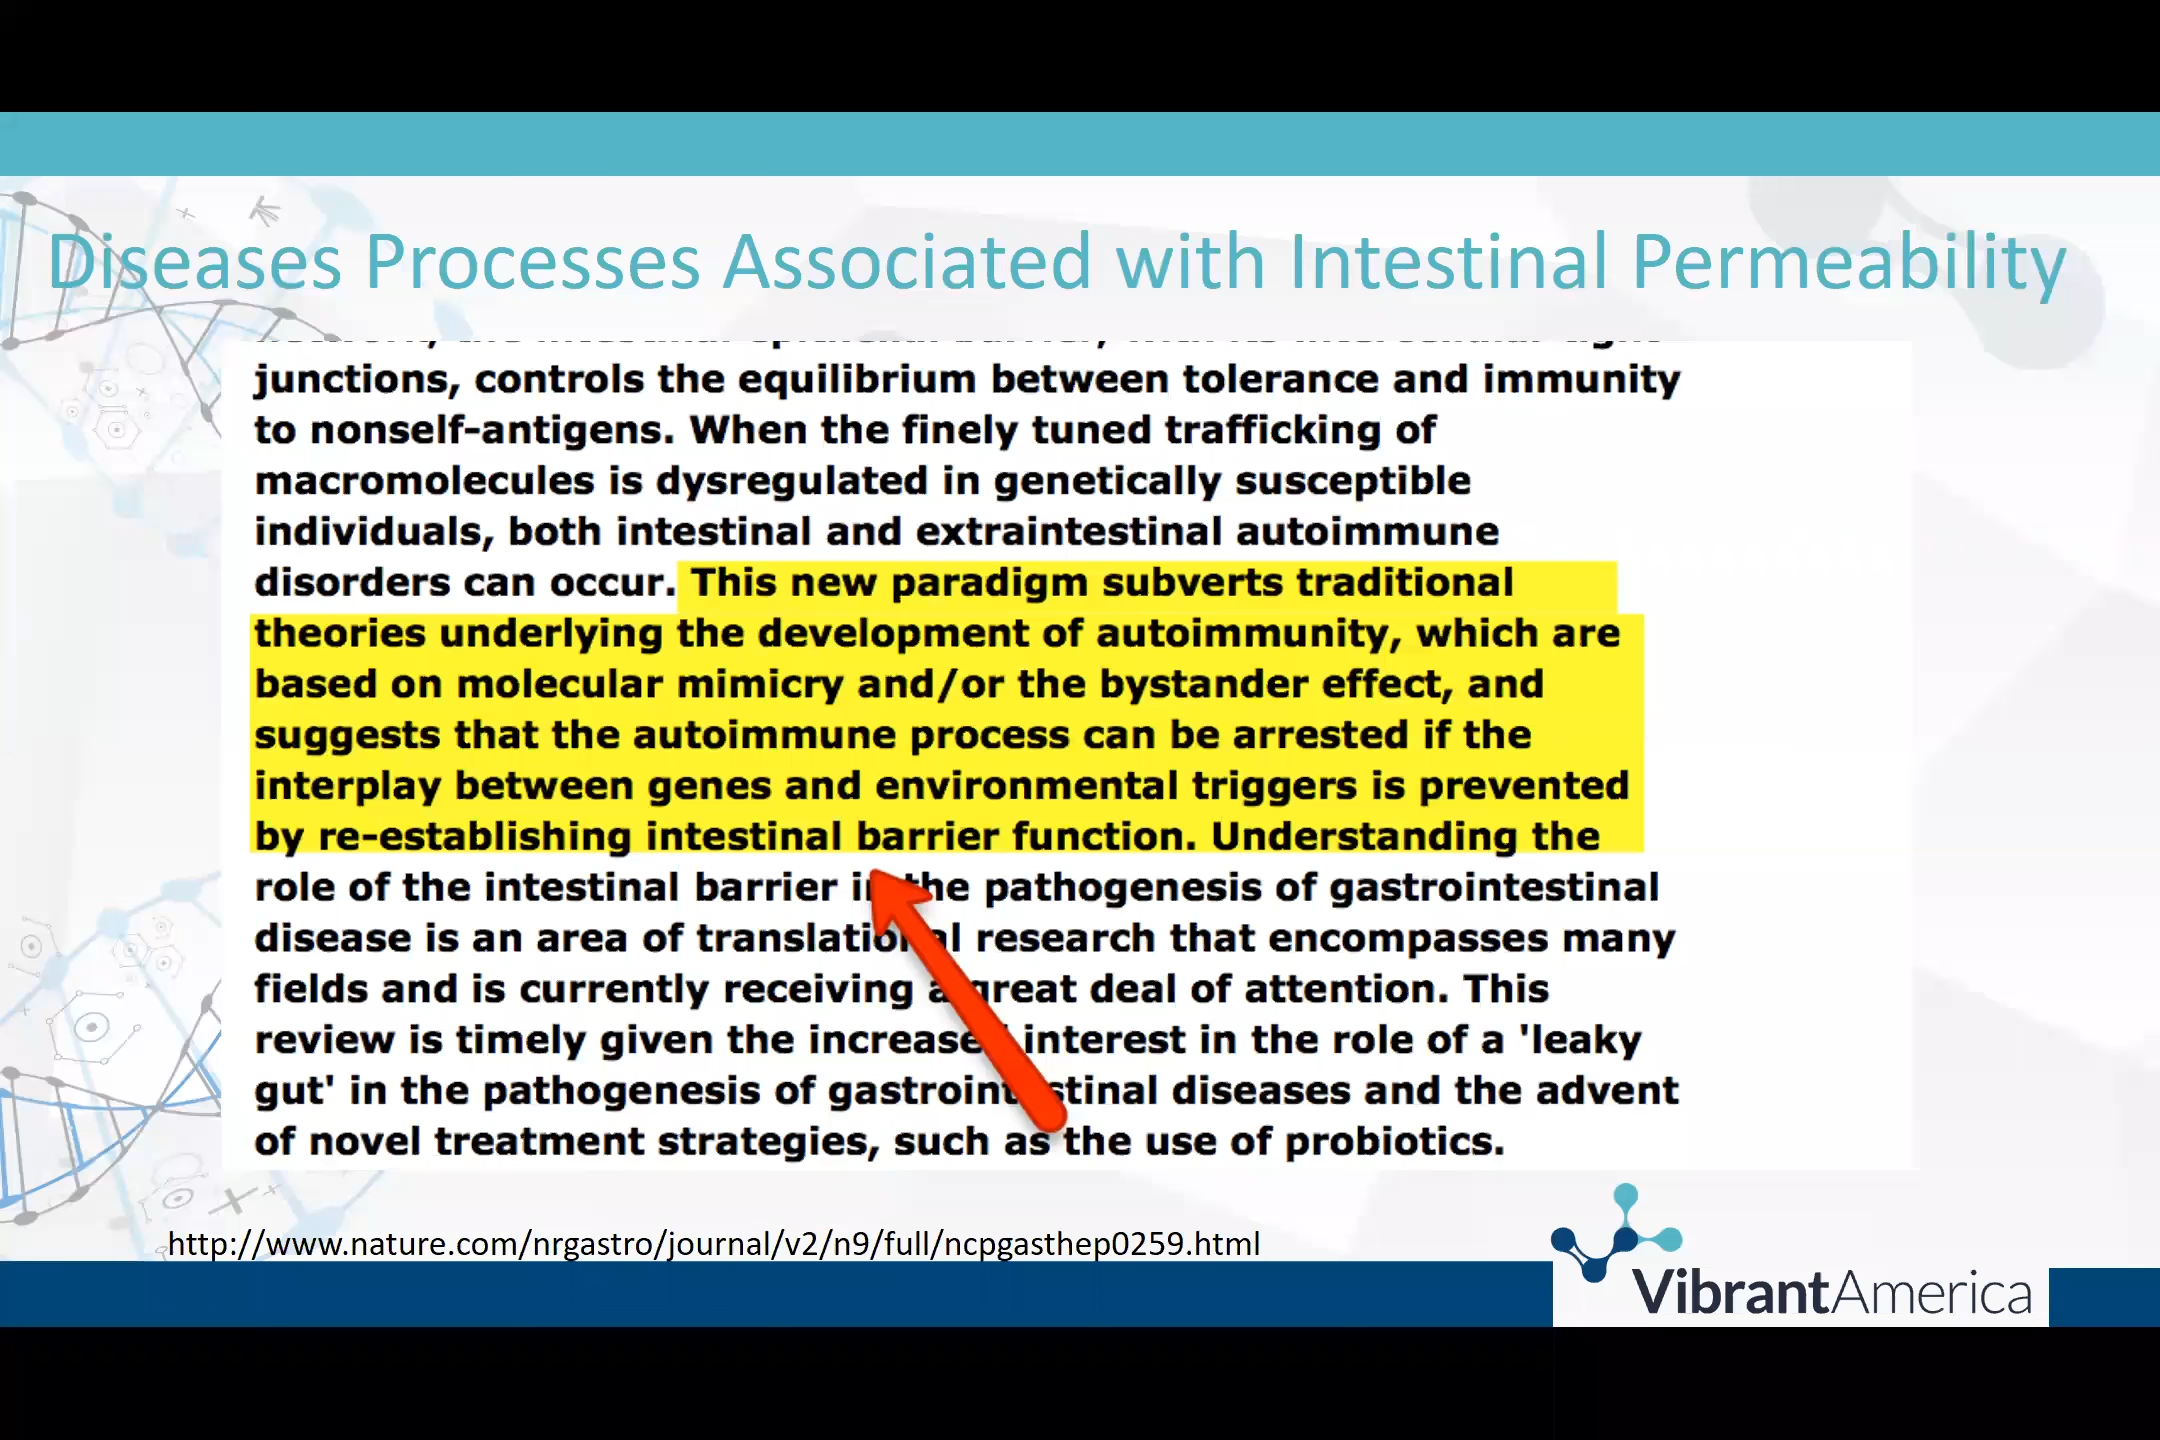 Diseases Processes Associated with Intestinal Permeability
junctions, controls the equilibrium between tolerance and immunity
to nonself-antigens. When the finely tuned trafficking of
macromolecules is dysregulated in genetically susceptible
individuals, both intestinal and extraintestinal autoimmune
disorders can occur. This new paradigm subverts traditional
theories underlying the development of autoimmunity, which are
based on molecular mimicry and/or the bystander effect, and
suggests that the autoimmune process can be arrested if the
interplay between genes and environmental triggers is prevented
by re-establishing intestinal barrier function. Understanding the
role of the intestinal barrier in the pathogenesis of gastrointestinal
disease is an area of translational research that encompasses many
fields and is currently receiving a great deal of attention. This
review is timely given the increased interest in the role of a 'leaky
gut' in the pathogenesis of gastrointestinal diseases and the advent
of novel treatment strategies, such as the use of probiotics.
http://www.nature.com/nrgastro/journal/v2/n9/full/ncpgasthep0259.html
VibrantAmerica